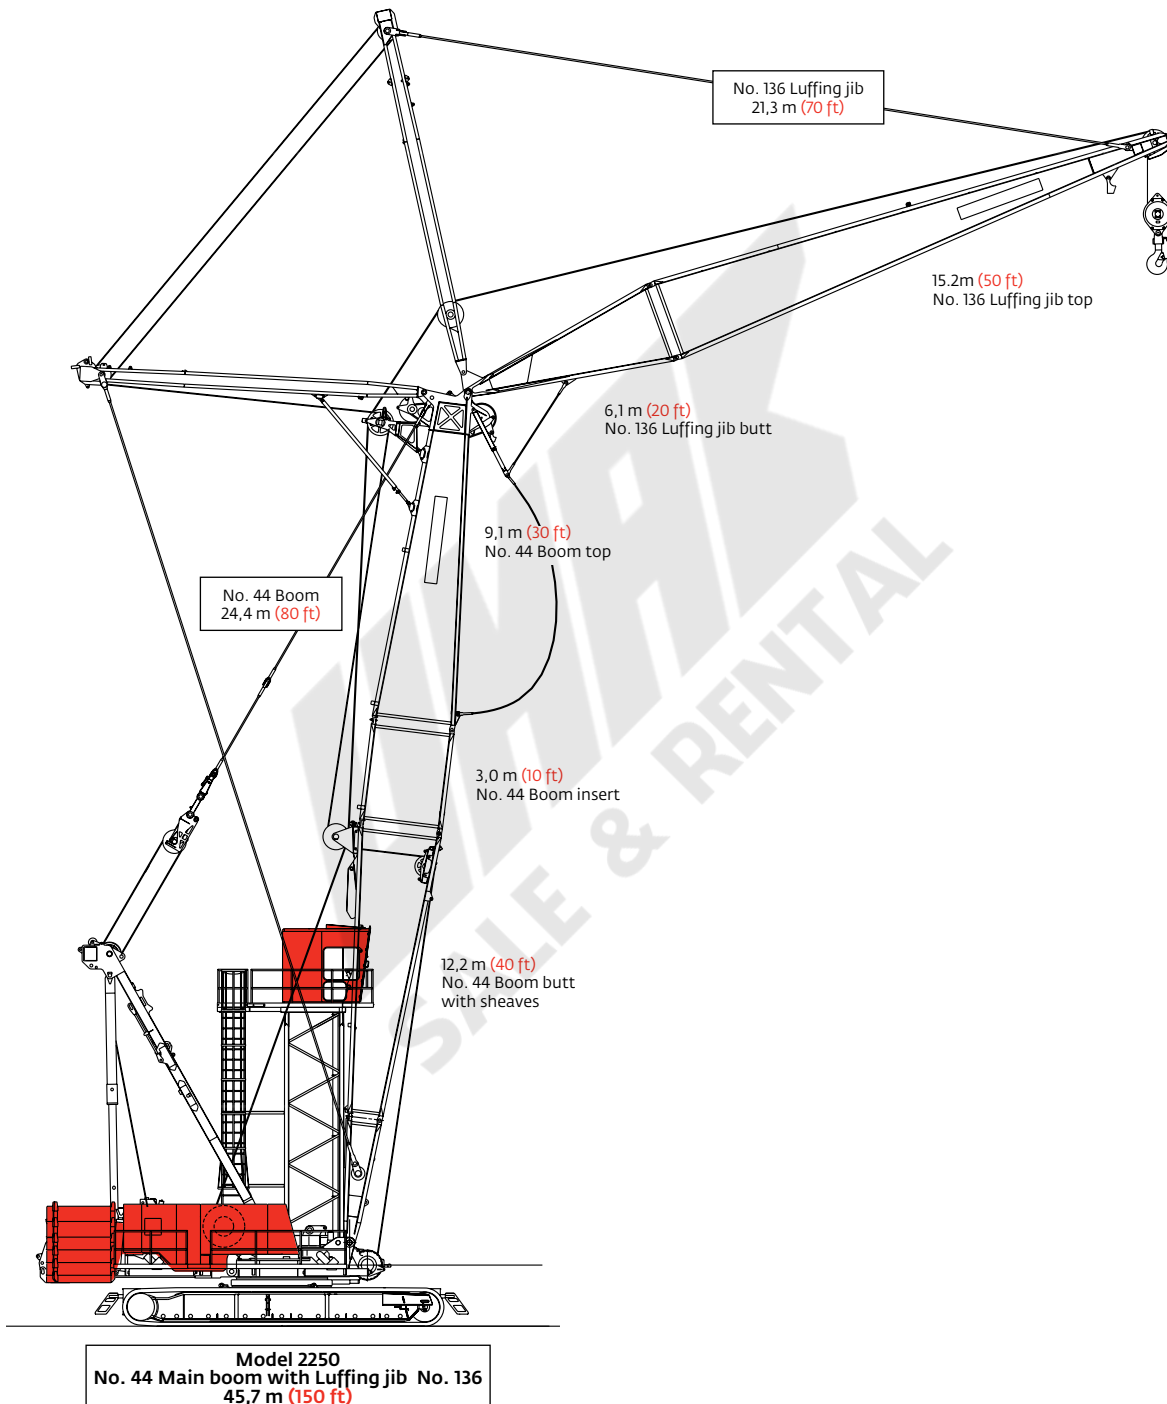 No. 136 Luffing jib
21,3 m (70 ft)
15.2m (50 ft)
No. 136 Luffing jib top
6,1 m (20 ft)
No. 136 Luffing jib butt
9,1 m (30 ft)
No. 44 Boom top
No. 44 Boom
24,4 m (80 ft)
3,0 m (10 ft)
No. 44 Boom insert
12,2 m (40 ft)
No. 44 Boom butt
with sheaves
SALE & RENTAL
Model 2250
No. 44 Main boom with Luffing jib No. 136
45,7 m (150 ft)